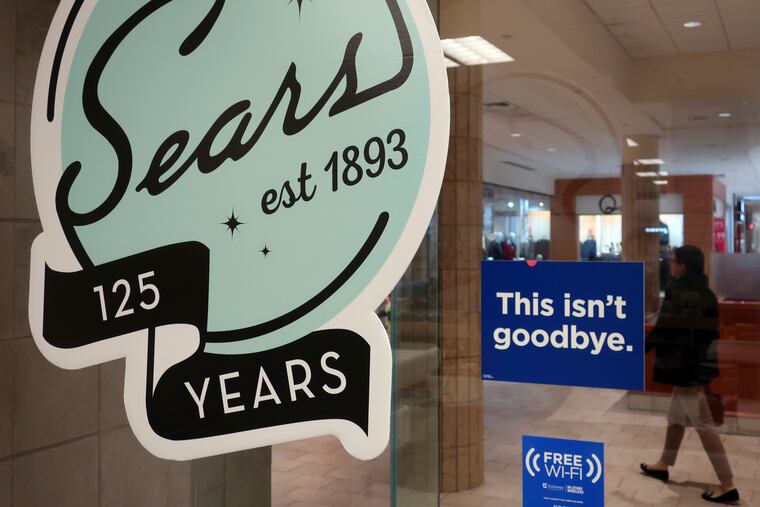 Sears
est 1893
125
YEARS
This isn't
goodbye.
FREE
WI-FI